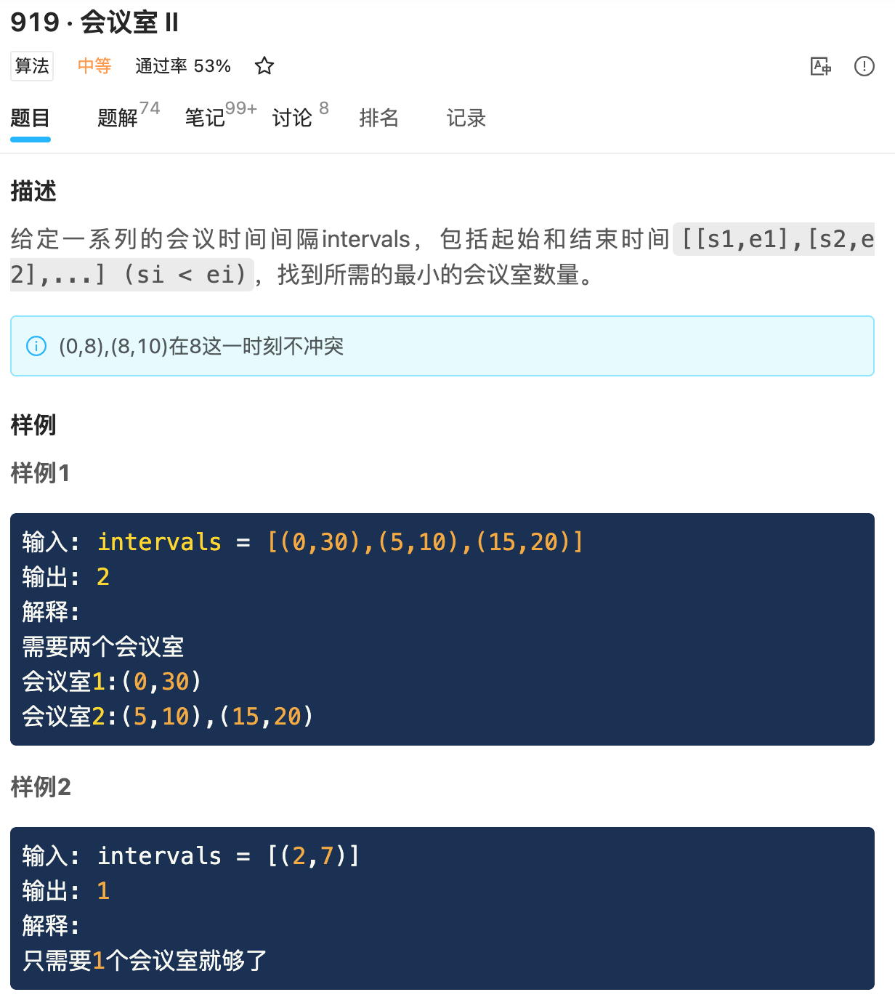 919 · 会议室 II
算法 中等 通过率 53%
题目 题解 74 笔记 99+ 讨论 8 排名 记录
描述
给定一系列的会议时间间隔intervals，包括起始和结束时间[[s1,e1],[s2,e
2],...] (si < ei)，找到所需的最小的会议室数量。
(0,8),(8,10)在8这一时刻不冲突
样例
样例1
输入: intervals = [(0,30),(5,10),(15,20)]
输出: 2
解释:
需要两个会议室
会议室1:(0,30)
会议室2:(5,10),(15,20)
样例2
输入: intervals = [(2,7)]
输出: 1
解释:
只需要1个会议室就够了